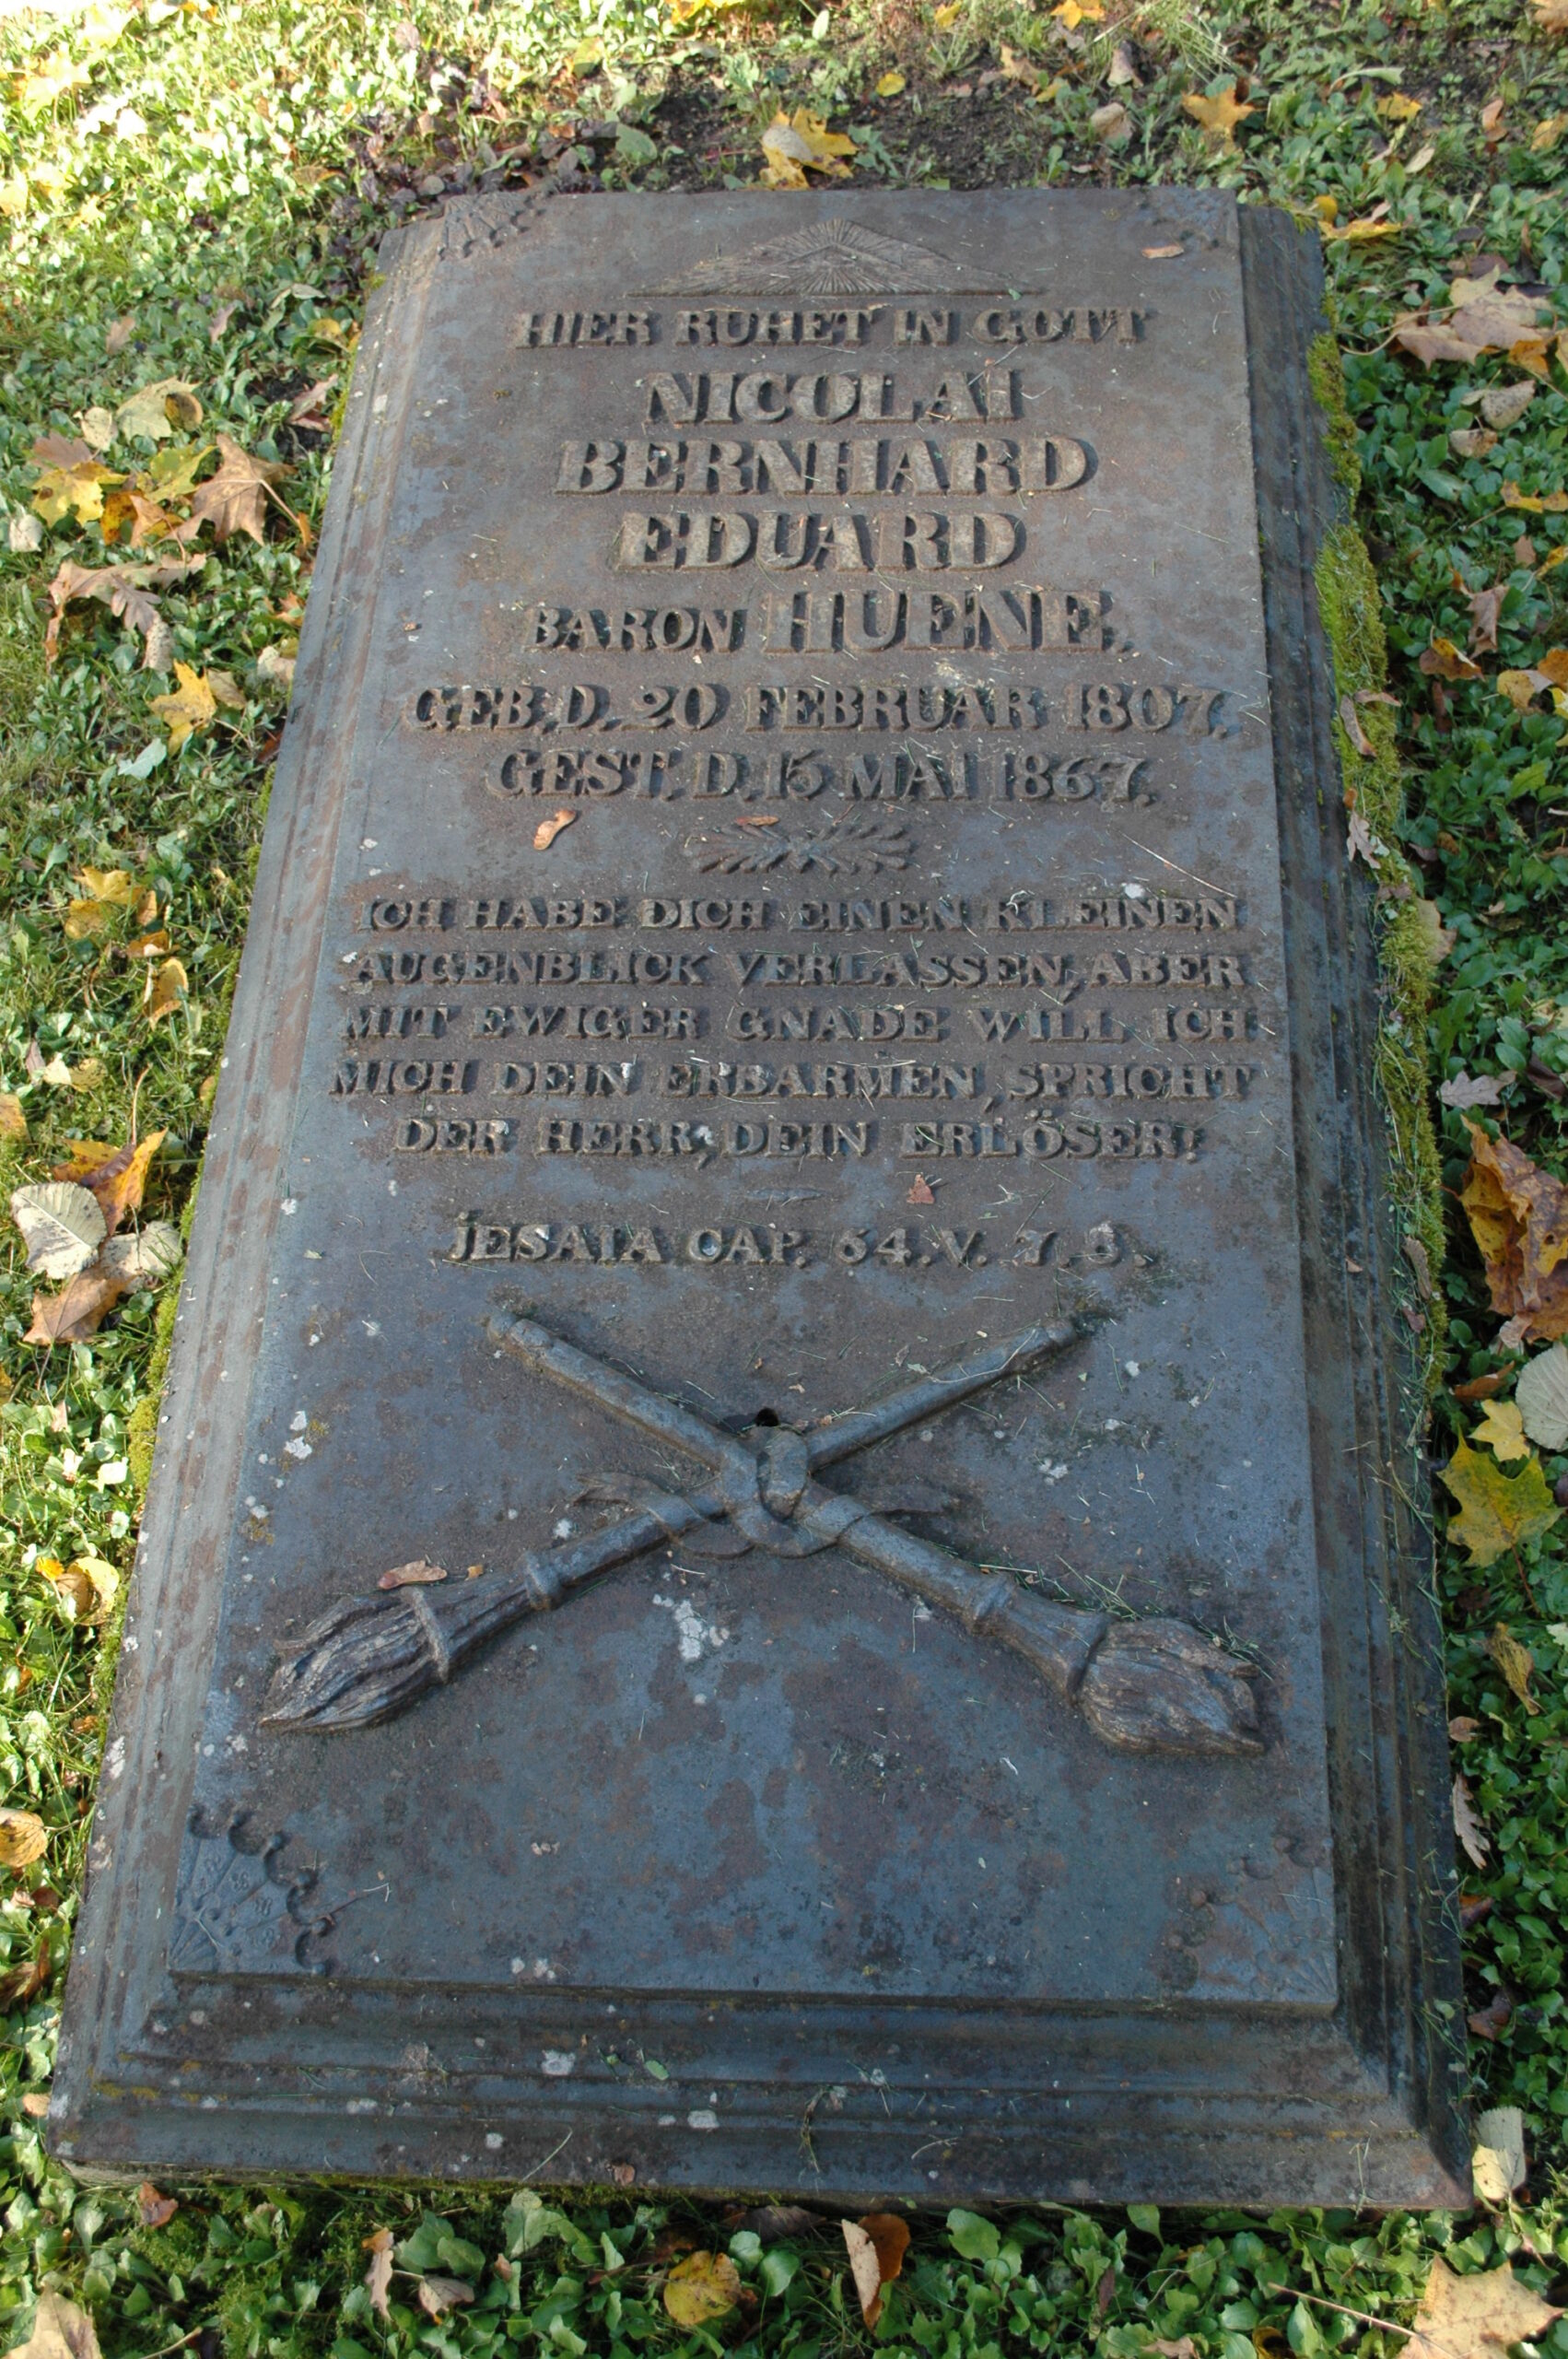 HIER RUHET IN GOTT
NICOLAI
BERNHARD
EDUARD
BARON HUENE.
GEB. D. 20 FEBRUAR 1807.
GEST. D. 15 MAI 1867.
ICH HABE DICH EINEN KLEINEN
AUGENBLICK VERLASSEN, ABER
MIT EWIGER GNADE WILL ICH
MICH DEIN ERBARMEN, SPRICHT
DER HERR, DEIN ERLÖSER!
JESAIA CAP. 54. V. 7. 8.